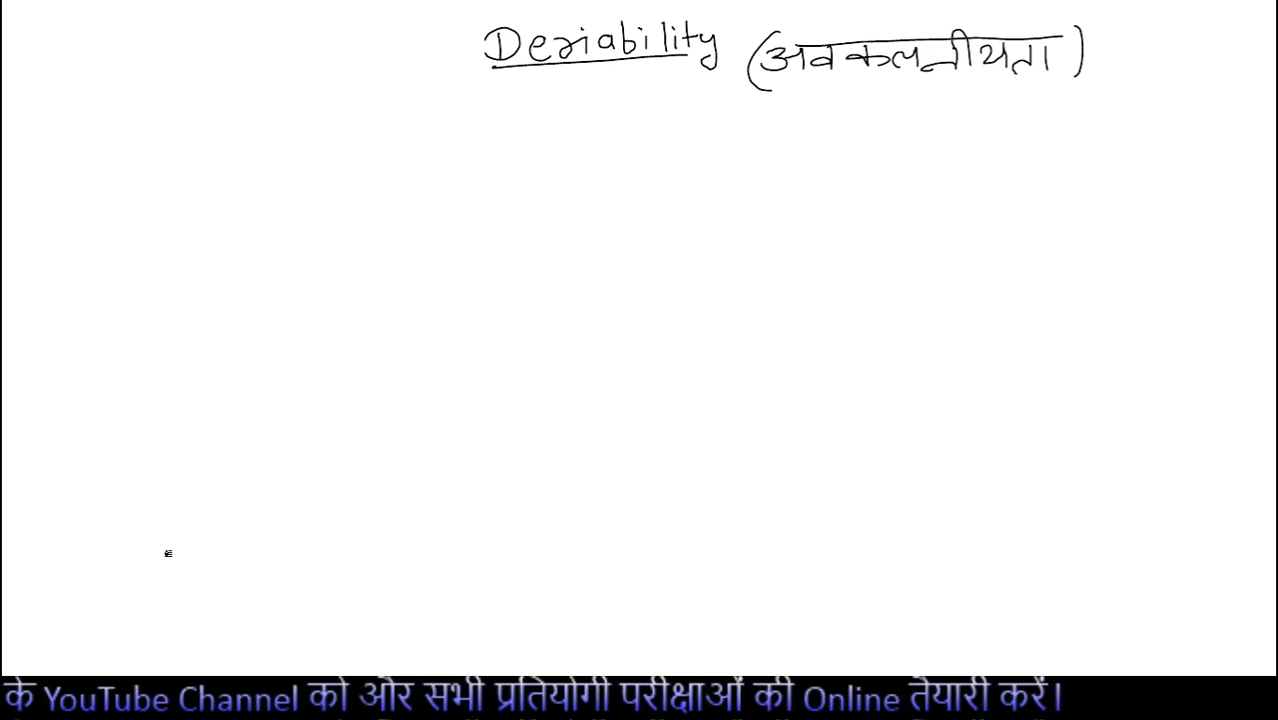 Deriability (अवकलनीयता)
के YouTube Channel को और सभी प्रतियोगी परीक्षाओं की Online तैयारी करें।